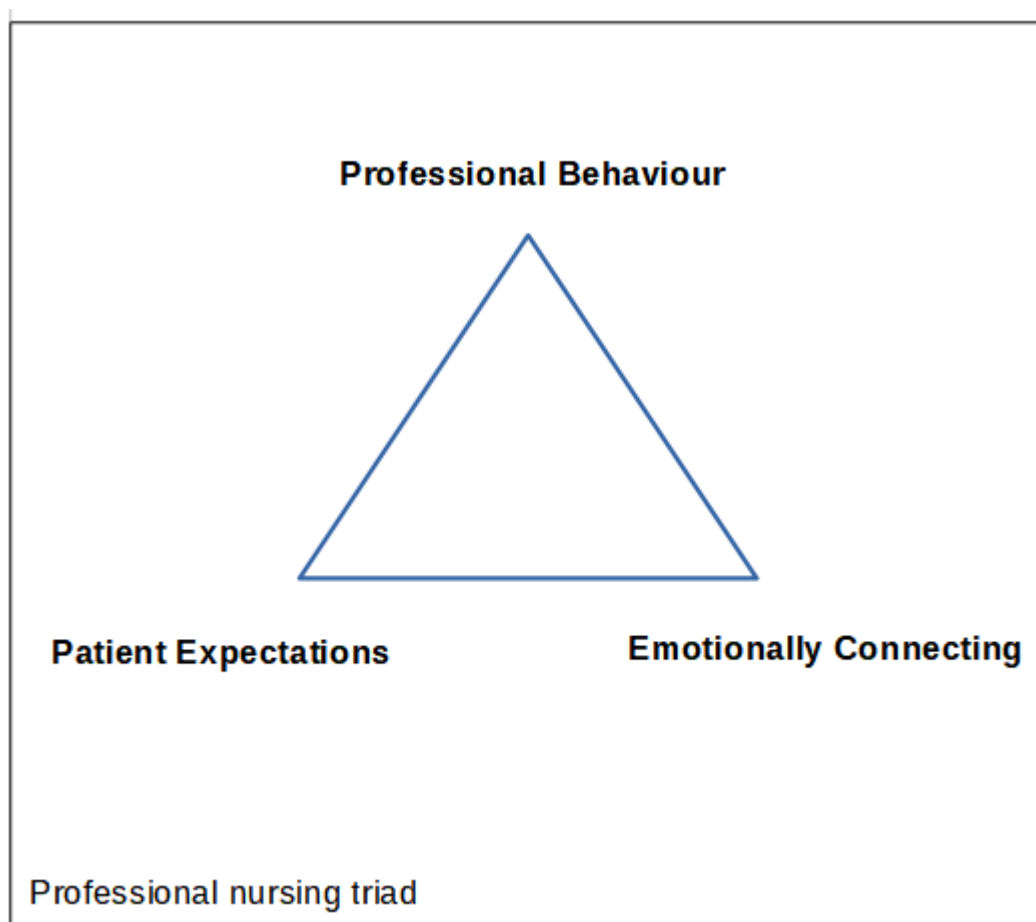 Professional Behaviour
Patient Expectations
Emotionally Connecting
Professional nursing triad